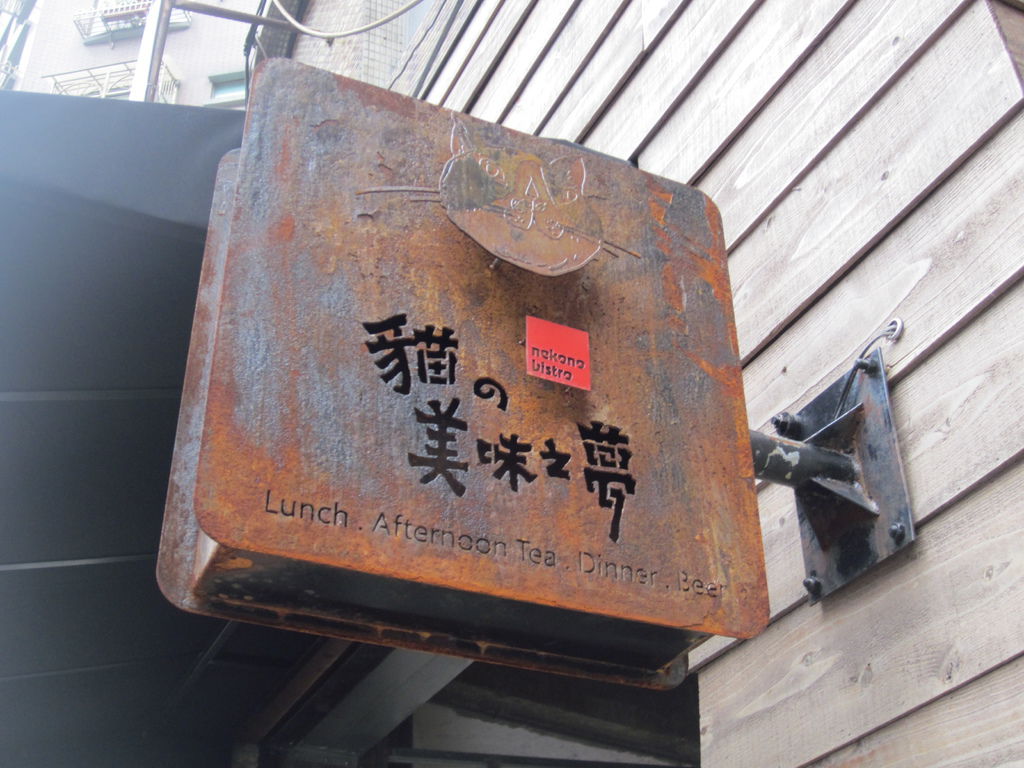 貓の
nekono
bistro
美味之夢
Lunch . Afternoon Tea . Dinner . Beer